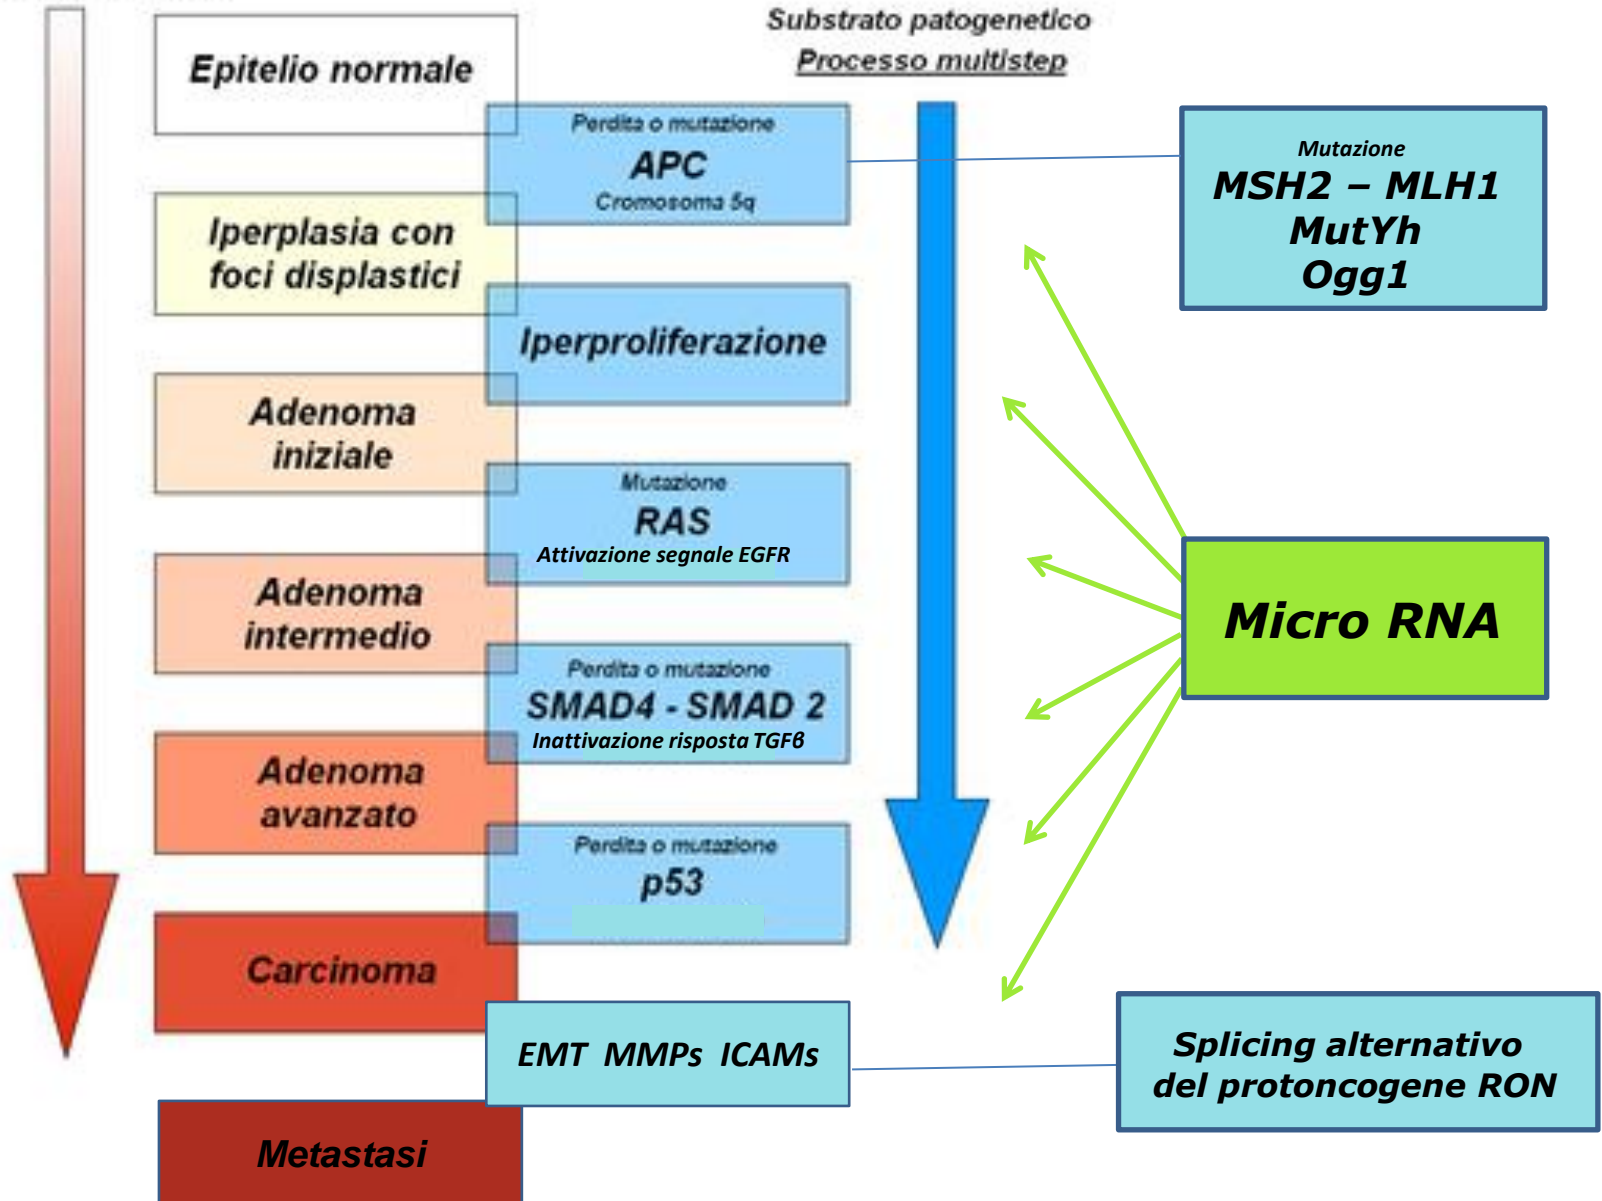 Substrato patogenetico
Processo multistep
Epitelio normale
Perdita o mutazione
APC
Cromosoma 5q
Mutazione
MSH2 – MLH1
MutYh
Ogg1
Iperplasia con
foci displastici
Iperproliferazione
Adenoma
iniziale
Mutazione
RAS
Attivazione segnale EGFR
Adenoma
intermedio
Micro RNA
Perdita o mutazione
SMAD4 - SMAD 2
Inattivazione risposta TGFβ
Adenoma
avanzato
Perdita o mutazione
p53
Carcinoma
EMT MMPs ICAMs
Splicing alternativo
del protoncogene RON
Metastasi